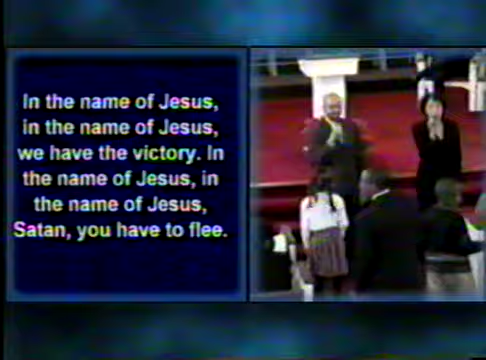 In the name of Jesus,
in the name of Jesus,
we have the victory. In
the name of Jesus, in
the name of Jesus,
Satan, you have to flee.